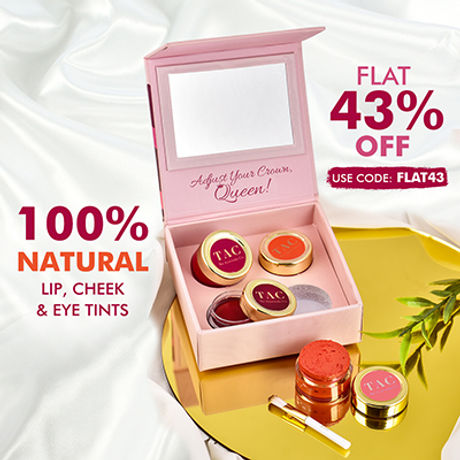 FLAT
43%
OFF
USE CODE: FLAT43
Adjust Your Crown,
Queen!
100%
NATURAL
LIP, CHEEK
& EYE TINTS
TAC
TAC
TAC
TAC